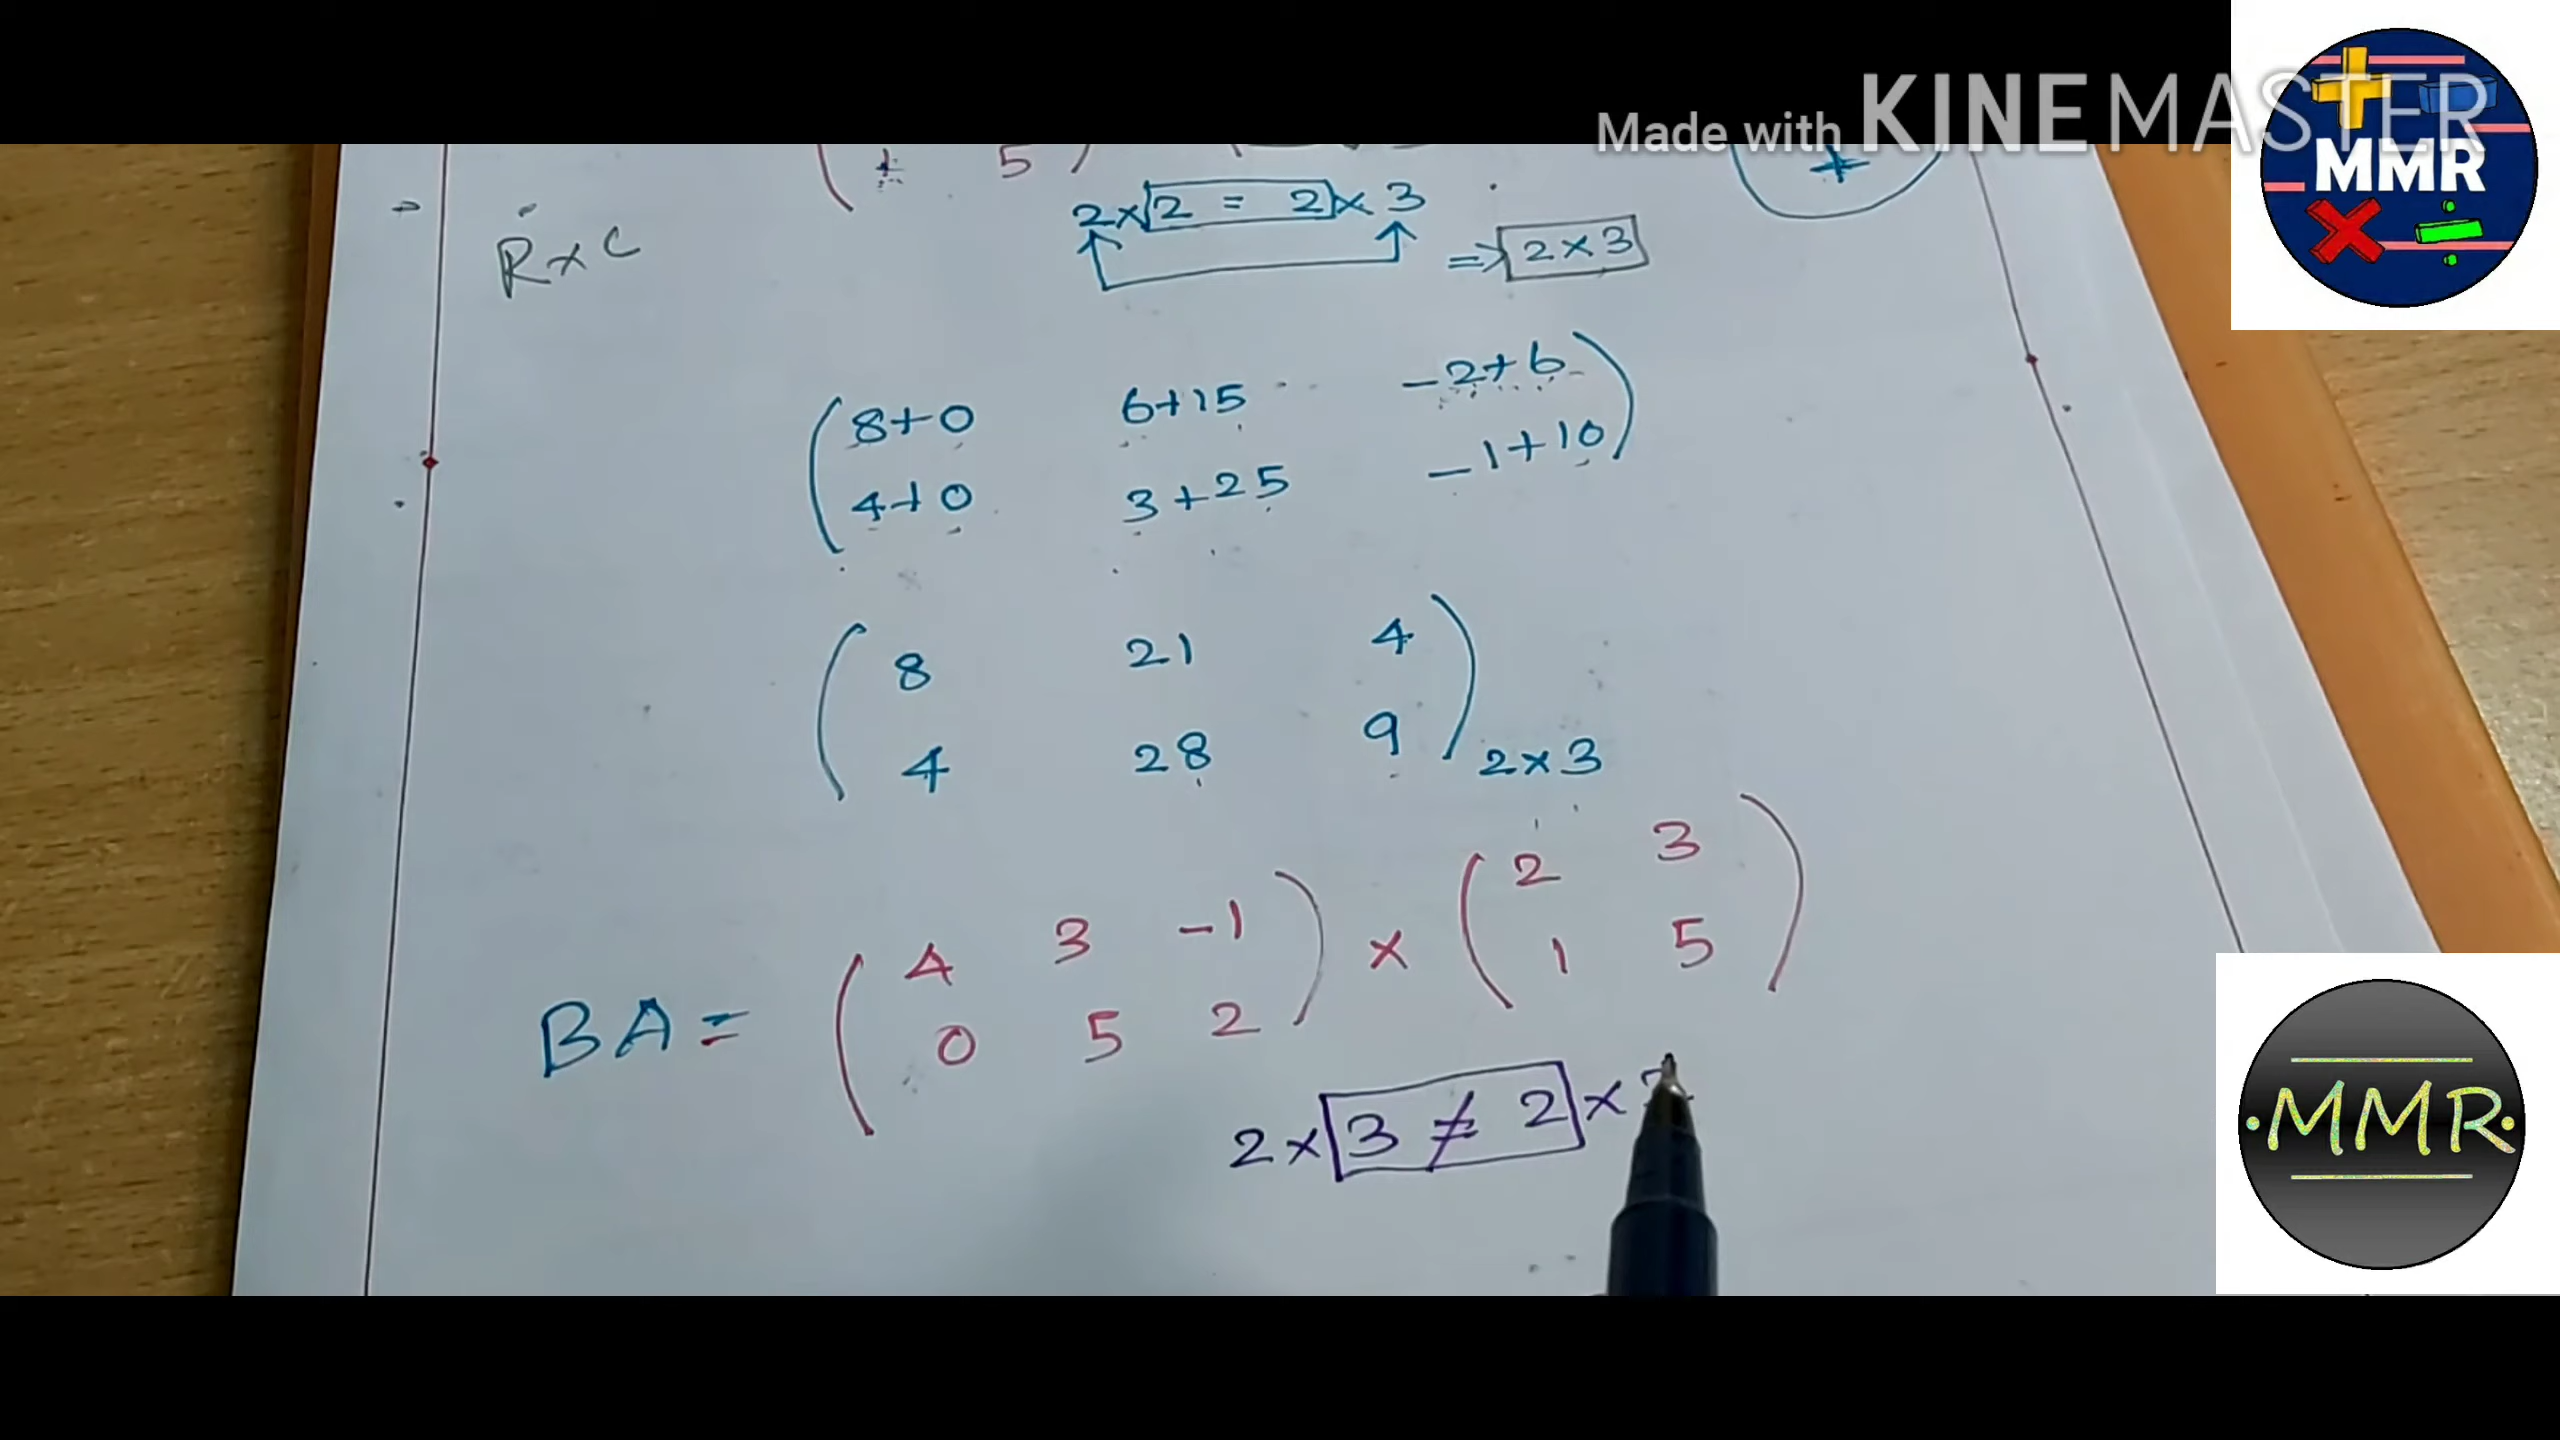 Made with KINEMASTER
MMR
5
2 × 2 = 2 × 3
R × C
=> 2 × 3
8+0 6+15 -2+6
4+0 3+25 -1+10
8 21 4
4 28 9 2×3
BA = ( 4 3 -1 ) × ( 2 3 )
0 5 2 1 5
2 × 3 ≠ 2 ×
MMR